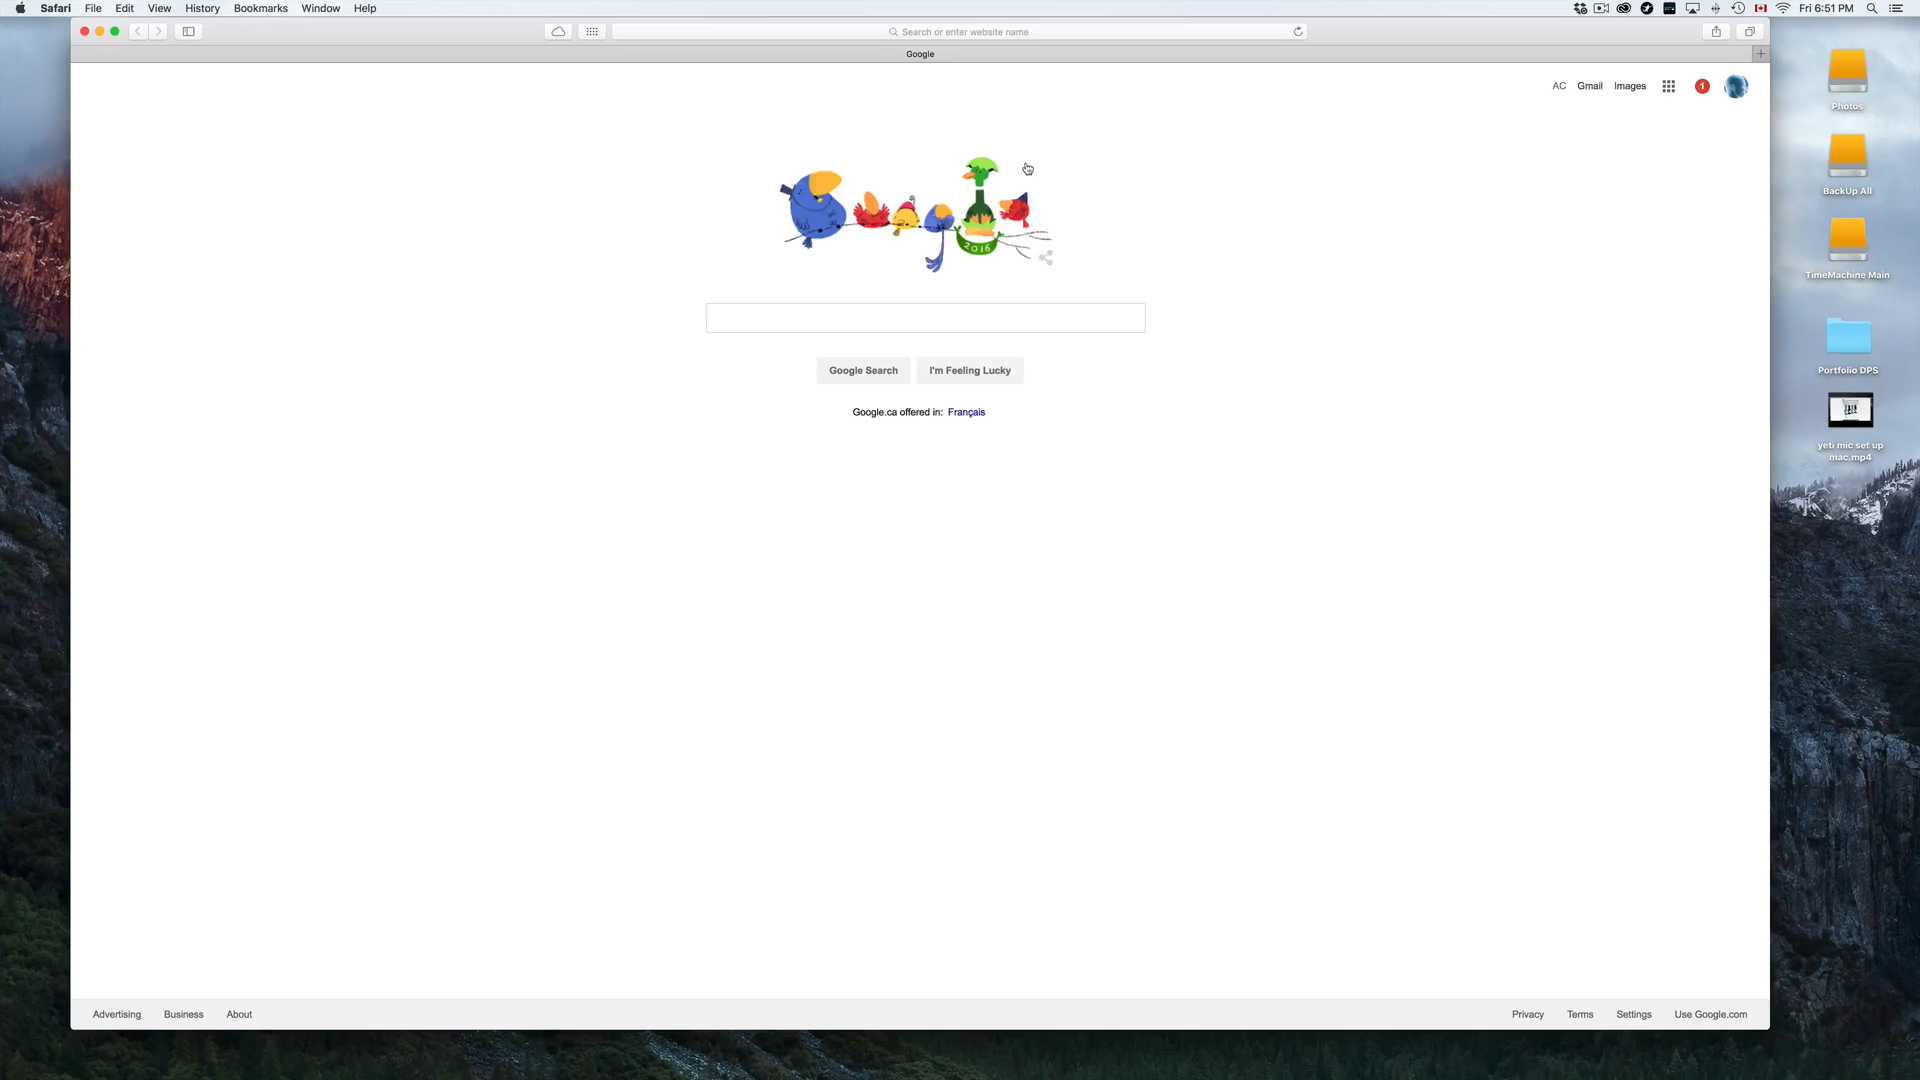 Safari File Edit View History Bookmarks Window Help
Fri 6:51 PM
Search or enter website name
Google
AC Gmail Images
1
2016
Google Search
I'm Feeling Lucky
Google.ca offered in: Français
Photos
BackUp All
TimeMachine Main
Portfolio DPS
yeti mic set up
mac.mp4
Advertising Business About
Privacy Terms Settings Use Google.com